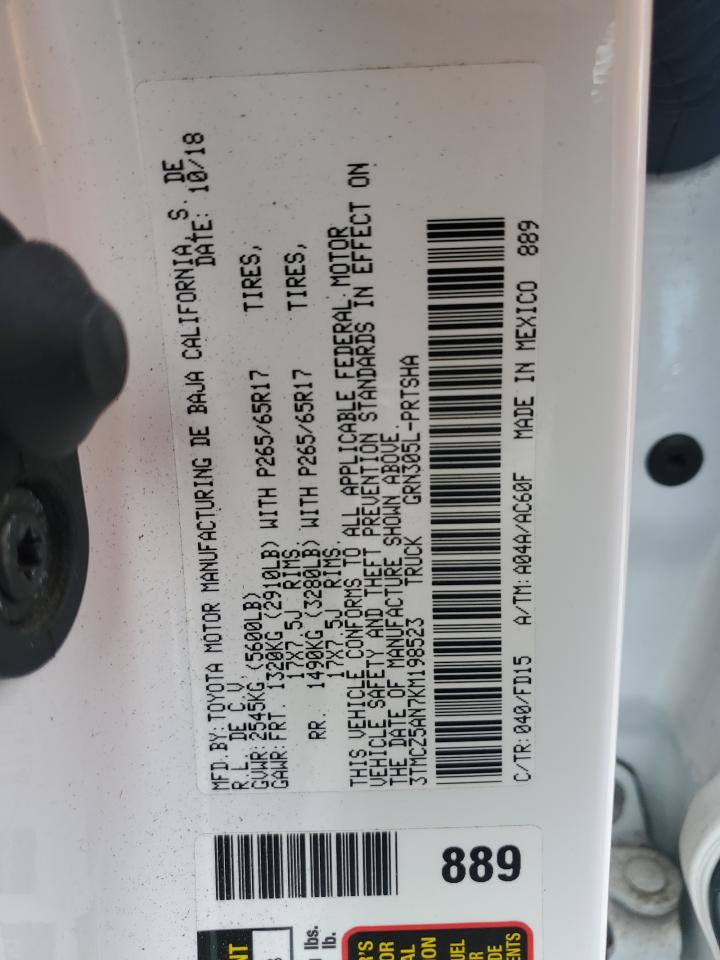 MFD.BY:TOYOTA MOTOR MANUFACTURING DE BAJA CALIFORNIA,S. DE
R.L. DE C.V. DATE: 10/18
GVWR:2545KG (5600LB)
GAWR:FRT. 1320KG (2910LB) WITH P265/65R17 TIRES,
17X7.5J RIMS
RR. 1490KG (3280LB) WITH P265/65R17 TIRES,
17X7.5J RIMS.
THIS VEHICLE CONFORMS TO ALL APPLICABLE FEDERAL MOTOR
VEHICLE SAFETY AND THEFT PREVENTION STANDARDS IN EFFECT ON
THE DATE OF MANUFACTURE SHOWN ABOVE.
3TMCZ5AN7KM198523 TRUCK GRN305L-PRTSHA
C/TR:040/FD15 A/TM:A04A/AC60F MADE IN MEXICO 889
889
lbs.
lb.